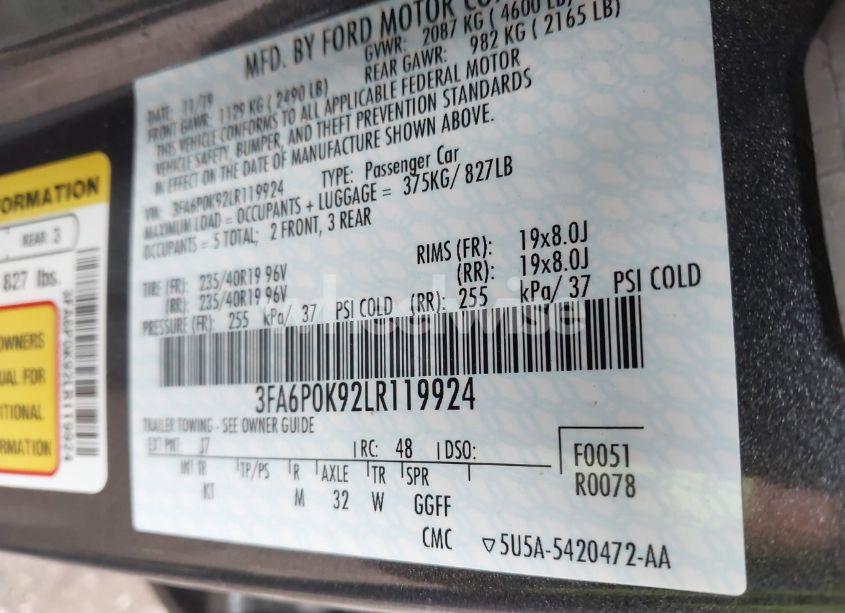 MFD. BY FORD MOTOR CO.
DATE: 11/19 GVWR: 2087 KG ( 4600 LB)
FRONT GAWR: 1129 KG ( 2490 LB) REAR GAWR: 982 KG ( 2165 LB)
THIS VEHICLE CONFORMS TO ALL APPLICABLE FEDERAL MOTOR
VEHICLE SAFETY, BUMPER, AND THEFT PREVENTION STANDARDS
IN EFFECT ON THE DATE OF MANUFACTURE SHOWN ABOVE.
VIN: 3FA6P0K92LR119924 TYPE: Passenger Car
MAXIMUM LOAD = OCCUPANTS + LUGGAGE = 375KG/ 827LB
OCCUPANTS = 5 TOTAL; 2 FRONT, 3 REAR
TIRE (FR): 235/40R19 96V RIMS (FR): 19x8.0J
(RR): 235/40R19 96V (RR): 19x8.0J
PRESSURE (FR): 255 kPa/ 37 PSI COLD (RR): 255 kPa/ 37 PSI COLD
3FA6P0K92LR119924
TRAILER TOWING - SEE OWNER GUIDE
EXT PNT: J7 RC: 48 DSO:
INT TR TP/PS R AXLE TR SPR
KT M 32 W GGFF
F0051
R0078
CMC 5U5A-5420472-AA
ORMATION
REAR 3
827 lbs.
OWNERS
UAL FOR
ITIONAL
ORMATION
3FA6P0K92LR119924